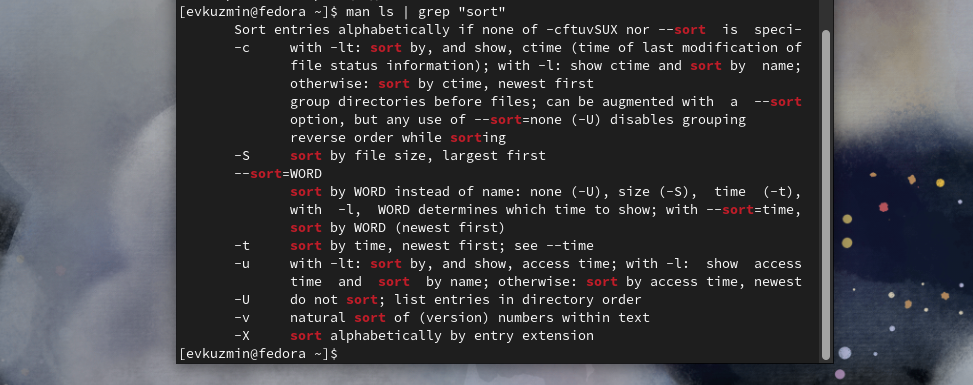 [evkuzmin@fedora ~]$ man ls | grep "sort"
Sort entries alphabetically if none of -cftuvSUX nor --sort  is  speci-
-c     with -lt: sort by, and show, ctime (time of last modification of
file status information); with -l: show ctime and sort by  name;
otherwise: sort by ctime, newest first
group directories before files; can be augmented with  a  --sort
option, but any use of --sort=none (-U) disables grouping
reverse order while sorting
-S     sort by file size, largest first
--sort=WORD
sort by WORD instead of name: none (-U), size (-S),  time  (-t),
with  -l,  WORD determines which time to show; with --sort=time,
sort by WORD (newest first)
-t     sort by time, newest first; see --time
-u     with -lt: sort by, and show, access time; with -l:  show  access
time  and  sort  by name; otherwise: sort by access time, newest
-U     do not sort; list entries in directory order
-v     natural sort of (version) numbers within text
-X     sort alphabetically by entry extension
[evkuzmin@fedora ~]$